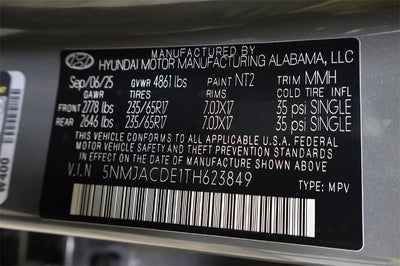 MANUFACTURED BY
HYUNDAI MOTOR MANUFACTURING ALABAMA, LLC
Sep/06/25 GVWR 4861 lbs PAINT NT2 TRIM MMH
GAWR TIRES RIMS COLD TIRE INFL
FRONT 2778 lbs 235/65R17 7.0JX17 35 psi SINGLE
REAR 2646 lbs 235/65R17 7.0JX17 35 psi SINGLE
THIS VEHICLE CONFORMS TO ALL APPLICABLE U.S.A. FEDERAL
MOTOR VEHICLE SAFETY AND THEFT PREVENTION STANDARDS
IN EFFECT ON THE DATE OF MANUFACTURE SHOWN ABOVE.
V.I.N 5NMJACDE1TH623849
TYPE: MPV
W400